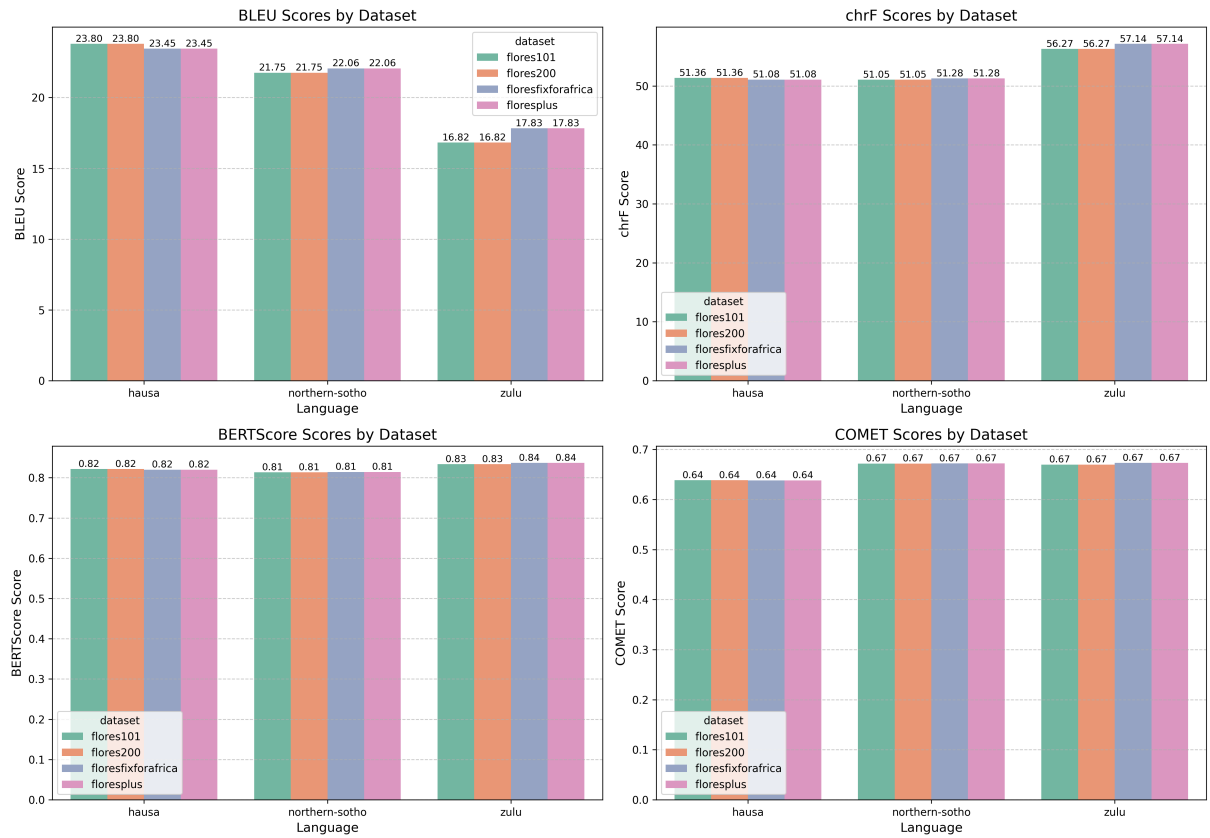 BLEU Scores by Dataset
23.80 23.80 23.45 23.45
21.75 21.75 22.06 22.06
16.82 16.82 17.83 17.83
dataset
flores101
flores200
floresfixforafrica
floresplus
BLEU Score
20
15
10
5
0
hausa northern-sotho zulu
Language
chrF Scores by Dataset
51.36 51.36 51.08 51.08
51.05 51.05 51.28 51.28
56.27 56.27 57.14 57.14
chrF Score
50
40
30
20
10
0
dataset
flores101
flores200
floresfixforafrica
floresplus
hausa northern-sotho zulu
Language
BERTScore Scores by Dataset
0.82 0.82 0.82 0.82
0.81 0.81 0.81 0.81
0.83 0.83 0.84 0.84
BERTScore Score
0.8
0.7
0.6
0.5
0.4
0.3
0.2
0.1
0.0
dataset
flores101
flores200
floresfixforafrica
floresplus
hausa northern-sotho zulu
Language
COMET Scores by Dataset
0.64 0.64 0.64 0.64
0.67 0.67 0.67 0.67
0.67 0.67 0.67 0.67
COMET Score
0.7
0.6
0.5
0.4
0.3
0.2
0.1
0.0
dataset
flores101
flores200
floresfixforafrica
floresplus
hausa northern-sotho zulu
Language